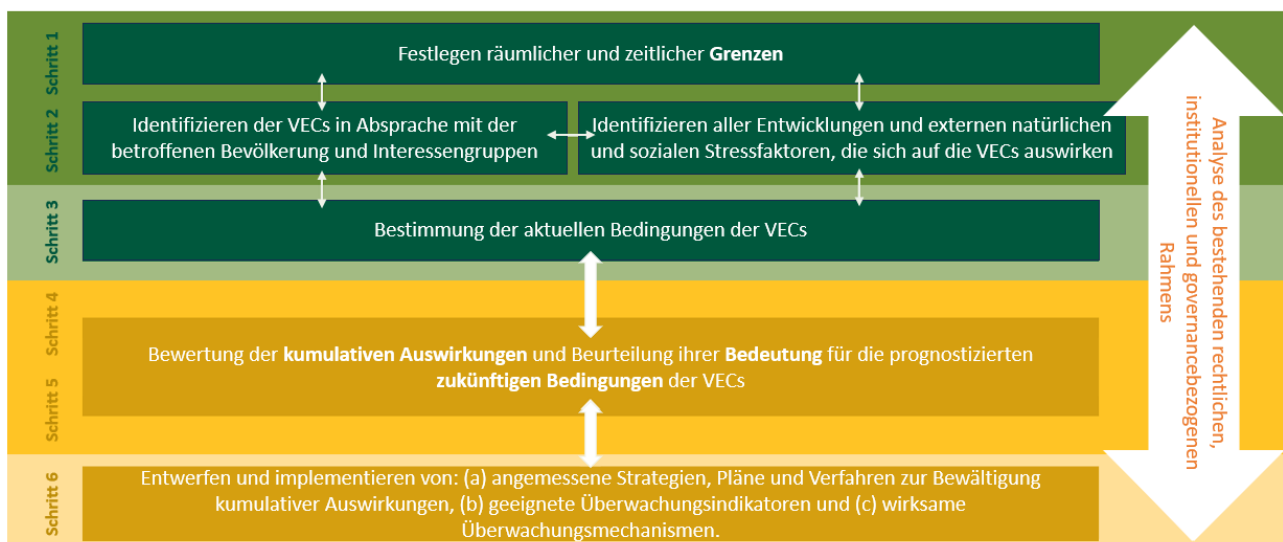 Schritt 1
Festlegen räumlicher und zeitlicher Grenzen
Schritt 2
Identifizieren der VECs in Absprache mit der
betroffenen Bevölkerung und Interessengruppen
Identifizieren aller Entwicklungen und externen natürlichen
und sozialen Stressfaktoren, die sich auf die VECs auswirken
Schritt 3
Bestimmung der aktuellen Bedingungen der VECs
Schritt 4
Schritt 5
Bewertung der kumulativen Auswirkungen und Beurteilung ihrer Bedeutung für die prognostizierten
zukünftigen Bedingungen der VECs
Schritt 6
Entwerfen und implementieren von: (a) angemessene Strategien, Pläne und Verfahren zur Bewältigung
kumulativer Auswirkungen, (b) geeignete Überwachungsindikatoren und (c) wirksame
Überwachungsmechanismen.
Analyse des bestehenden rechtlichen,
institutionellen und governancebezogenen
Rahmens